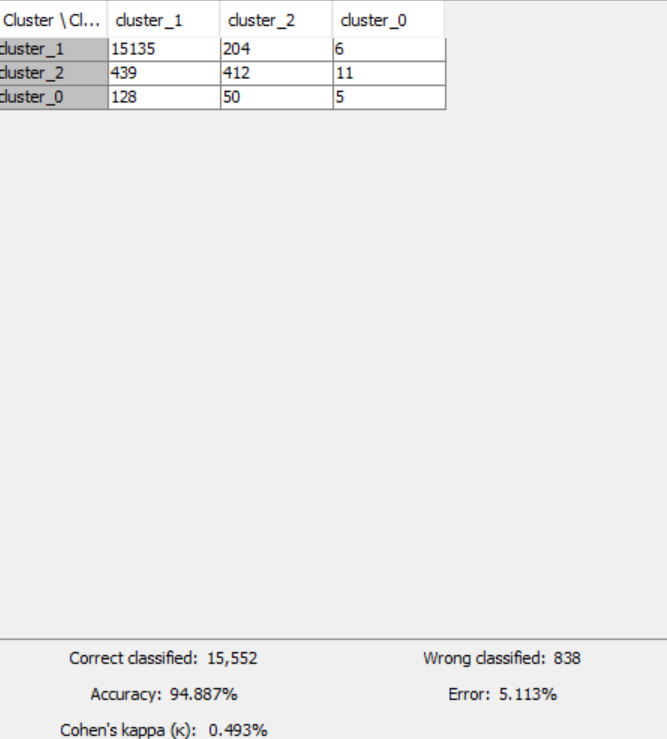 Cluster \ Cl... cluster_1 cluster_2 cluster_0
cluster_1 15135 204 6
cluster_2 439 412 11
cluster_0 128 50 5
Correct classified: 15,552 Wrong classified: 838
Accuracy: 94.887% Error: 5.113%
Cohen's kappa (κ): 0.493%